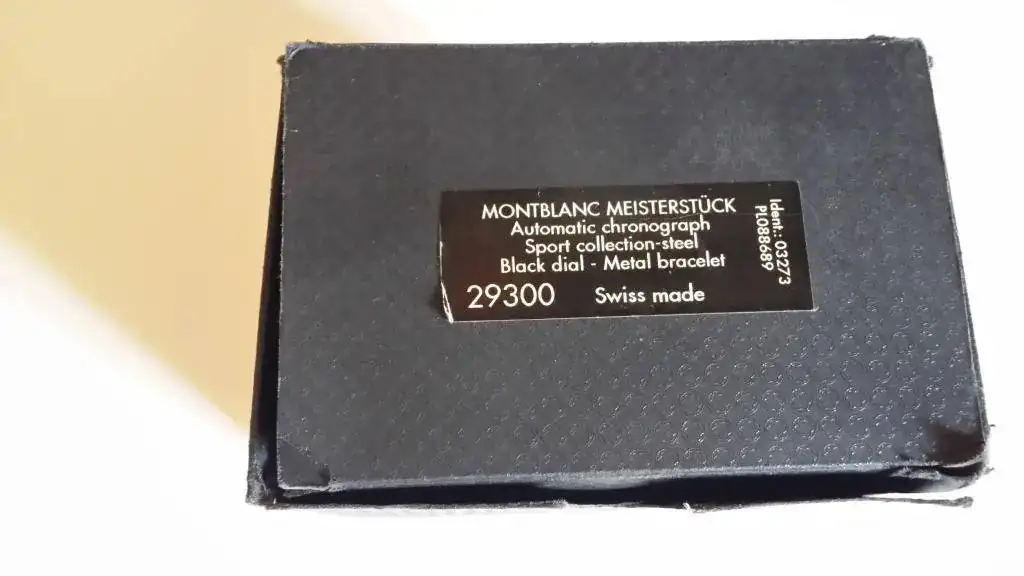 MONTBLANC MEISTERSTÜCK
Automatic chronograph
Sport collection-steel
Black dial - Metal bracelet
29300 Swiss made
Ident.: 03273
PL088689